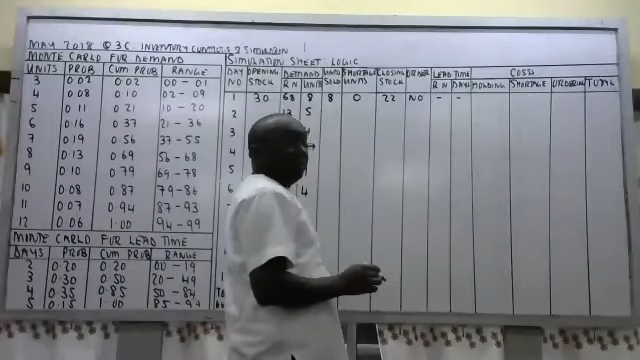 MAY 2018 Q 3C. INVENTORY CONTROL & SIMULATION
MONTE CARLO FOR DEMAND
UNITS PROB CUM PROB RANGE
3 0.02 0.02 00 - 01
4 0.08 0.10 02 - 09
5 0.11 0.21 10 - 20
6 0.16 0.37 21 - 36
7 0.19 0.56 37 - 55
8 0.13 0.69 56 - 68
9 0.10 0.79 69 - 78
10 0.08 0.87 79 - 86
11 0.07 0.94 87 - 93
12 0.06 1.00 94 - 99
MONTE CARLO FOR LEAD TIME
DAYS PROB CUM PROB RANGE
2 0.20 0.20 00 - 19
3 0.30 0.50 20 - 49
4 0.35 0.85 50 - 84
5 0.15 1.00 85 - 99
SIMULATION SHEET: LOGIC
DAY NO OPENING STOCK DEMAND UNITS SOLD SHORTAGE UNITS CLOSING STOCK ORDER LEAD TIME COSTS
R N UNITS R N DAYS HOLDING SHORTAGE ORDERING TOTAL
1 30 68 8 8 0 22 NO - -
2 13 5
3
4
5
6 4